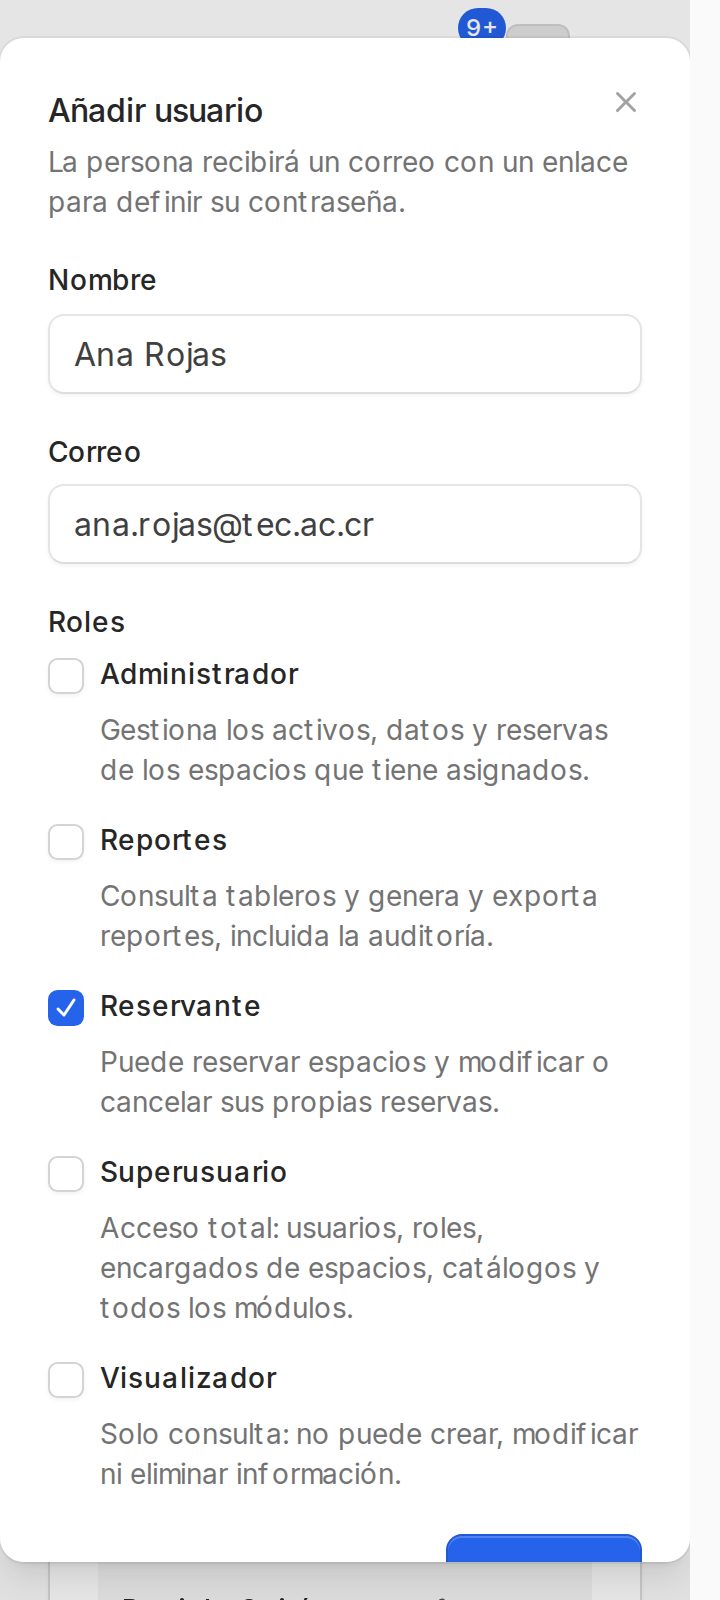 9+
Añadir usuario
La persona recibirá un correo con un enlace
para definir su contraseña.
Nombre
Ana Rojas
Correo
ana.rojas@tec.ac.cr
Roles
Administrador
Gestiona los activos, datos y reservas
de los espacios que tiene asignados.
Reportes
Consulta tableros y genera y exporta
reportes, incluida la auditoría.
Reservante
Puede reservar espacios y modificar o
cancelar sus propias reservas.
Superusuario
Acceso total: usuarios, roles,
encargados de espacios, catálogos y
todos los módulos.
Visualizador
Solo consulta: no puede crear, modificar
ni eliminar información.